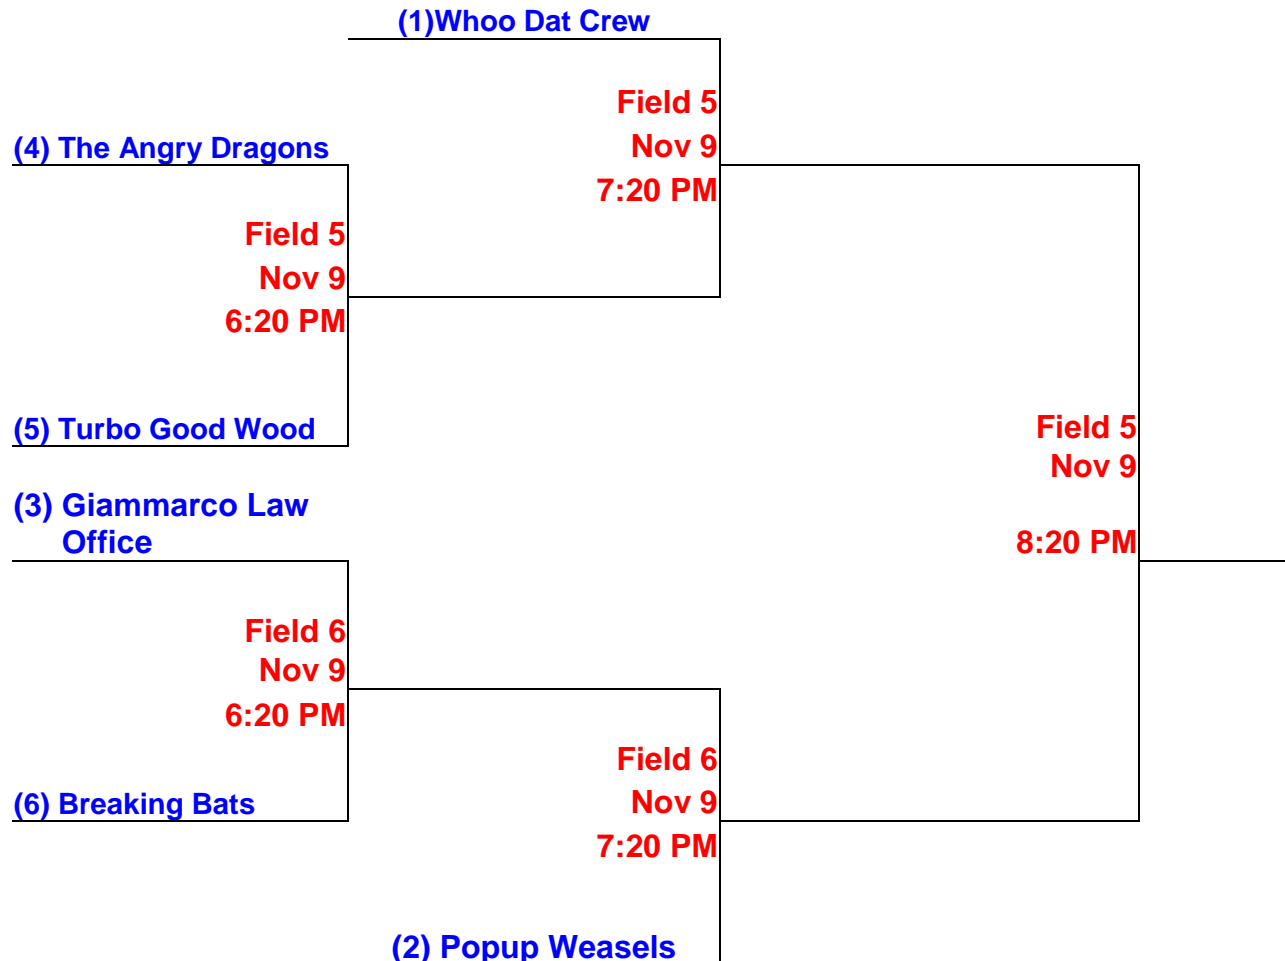 (1)Whoo Dat Crew
Field 5
Nov 9
7:20 PM
(4) The Angry Dragons
Field 5
Nov 9
6:20 PM
(5) Turbo Good Wood
Field 5
Nov 9
8:20 PM
(3) Giammarco Law
Office
Field 6
Nov 9
6:20 PM
(6) Breaking Bats
Field 6
Nov 9
7:20 PM
(2) Popup Weasels